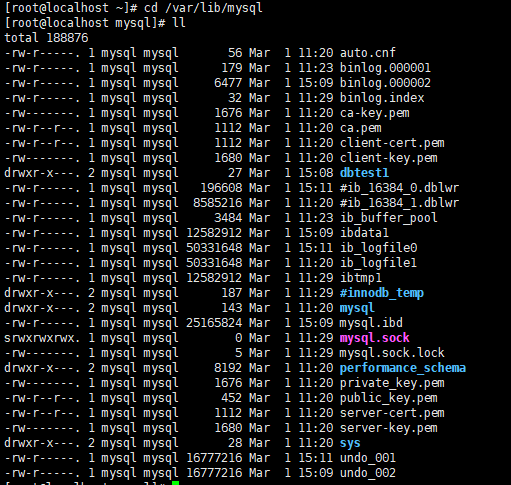 [root@localhost ~]# cd /var/lib/mysql
[root@localhost mysql]# ll
total 188876
-rw-r-----. 1 mysql mysql       56 Mar  1 11:20 auto.cnf
-rw-r-----. 1 mysql mysql      179 Mar  1 11:23 binlog.000001
-rw-r-----. 1 mysql mysql     6477 Mar  1 15:09 binlog.000002
-rw-r-----. 1 mysql mysql       32 Mar  1 11:29 binlog.index
-rw-------. 1 mysql mysql     1676 Mar  1 11:20 ca-key.pem
-rw-r--r--. 1 mysql mysql     1112 Mar  1 11:20 ca.pem
-rw-r--r--. 1 mysql mysql     1112 Mar  1 11:20 client-cert.pem
-rw-------. 1 mysql mysql     1680 Mar  1 11:20 client-key.pem
drwxr-x---. 2 mysql mysql       27 Mar  1 15:08 dbtest1
-rw-r-----. 1 mysql mysql   196608 Mar  1 15:11 #ib_16384_0.dblwr
-rw-r-----. 1 mysql mysql  8585216 Mar  1 11:20 #ib_16384_1.dblwr
-rw-r-----. 1 mysql mysql     3484 Mar  1 11:23 ib_buffer_pool
-rw-r-----. 1 mysql mysql 12582912 Mar  1 15:09 ibdata1
-rw-r-----. 1 mysql mysql 50331648 Mar  1 15:11 ib_logfile0
-rw-r-----. 1 mysql mysql 50331648 Mar  1 11:20 ib_logfile1
-rw-r-----. 1 mysql mysql 12582912 Mar  1 11:29 ibtmp1
drwxr-x---. 2 mysql mysql      187 Mar  1 11:29 #innodb_temp
drwxr-x---. 2 mysql mysql      143 Mar  1 11:20 mysql
-rw-r-----. 1 mysql mysql 25165824 Mar  1 15:09 mysql.ibd
srwxrwxrwx. 1 mysql mysql        0 Mar  1 11:29 mysql.sock
-rw-------. 1 mysql mysql        5 Mar  1 11:29 mysql.sock.lock
drwxr-x---. 2 mysql mysql     8192 Mar  1 11:20 performance_schema
-rw-------. 1 mysql mysql     1676 Mar  1 11:20 private_key.pem
-rw-r--r--. 1 mysql mysql      452 Mar  1 11:20 public_key.pem
-rw-r--r--. 1 mysql mysql     1112 Mar  1 11:20 server-cert.pem
-rw-------. 1 mysql mysql     1680 Mar  1 11:20 server-key.pem
drwxr-x---. 2 mysql mysql       28 Mar  1 11:20 sys
-rw-r-----. 1 mysql mysql 16777216 Mar  1 15:11 undo_001
-rw-r-----. 1 mysql mysql 16777216 Mar  1 15:09 undo_002